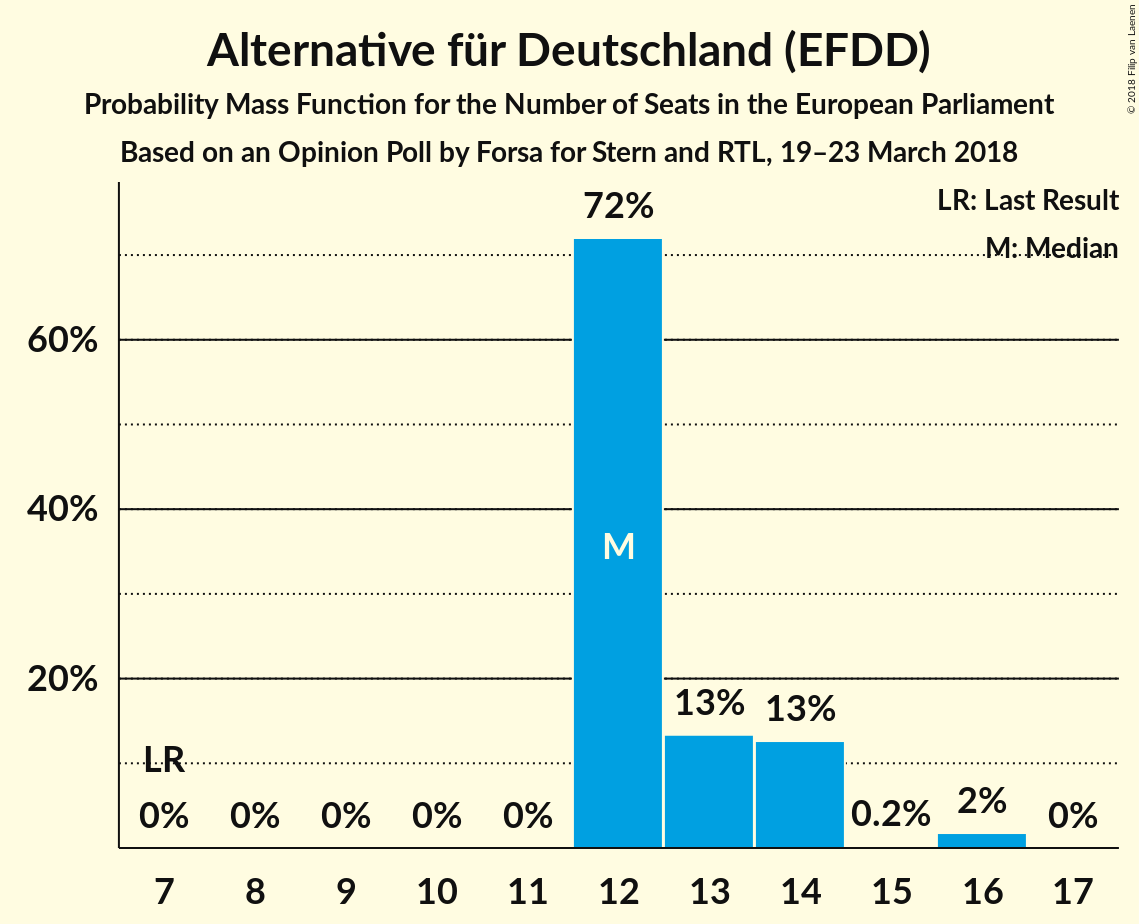 Alternative für Deutschland (EFDD)
Probability Mass Function for the Number of Seats in the European Parliament
Based on an Opinion Poll by Forsa for Stern and RTL, 19–23 March 2018
© 2018 Filip van Laenen
LR: Last Result
M: Median
72%
60%
40%
M
20%
13% 13%
LR
0% 0% 0% 0% 0% 0.2% 2% 0%
7 8 9 10 11 12 13 14 15 16 17